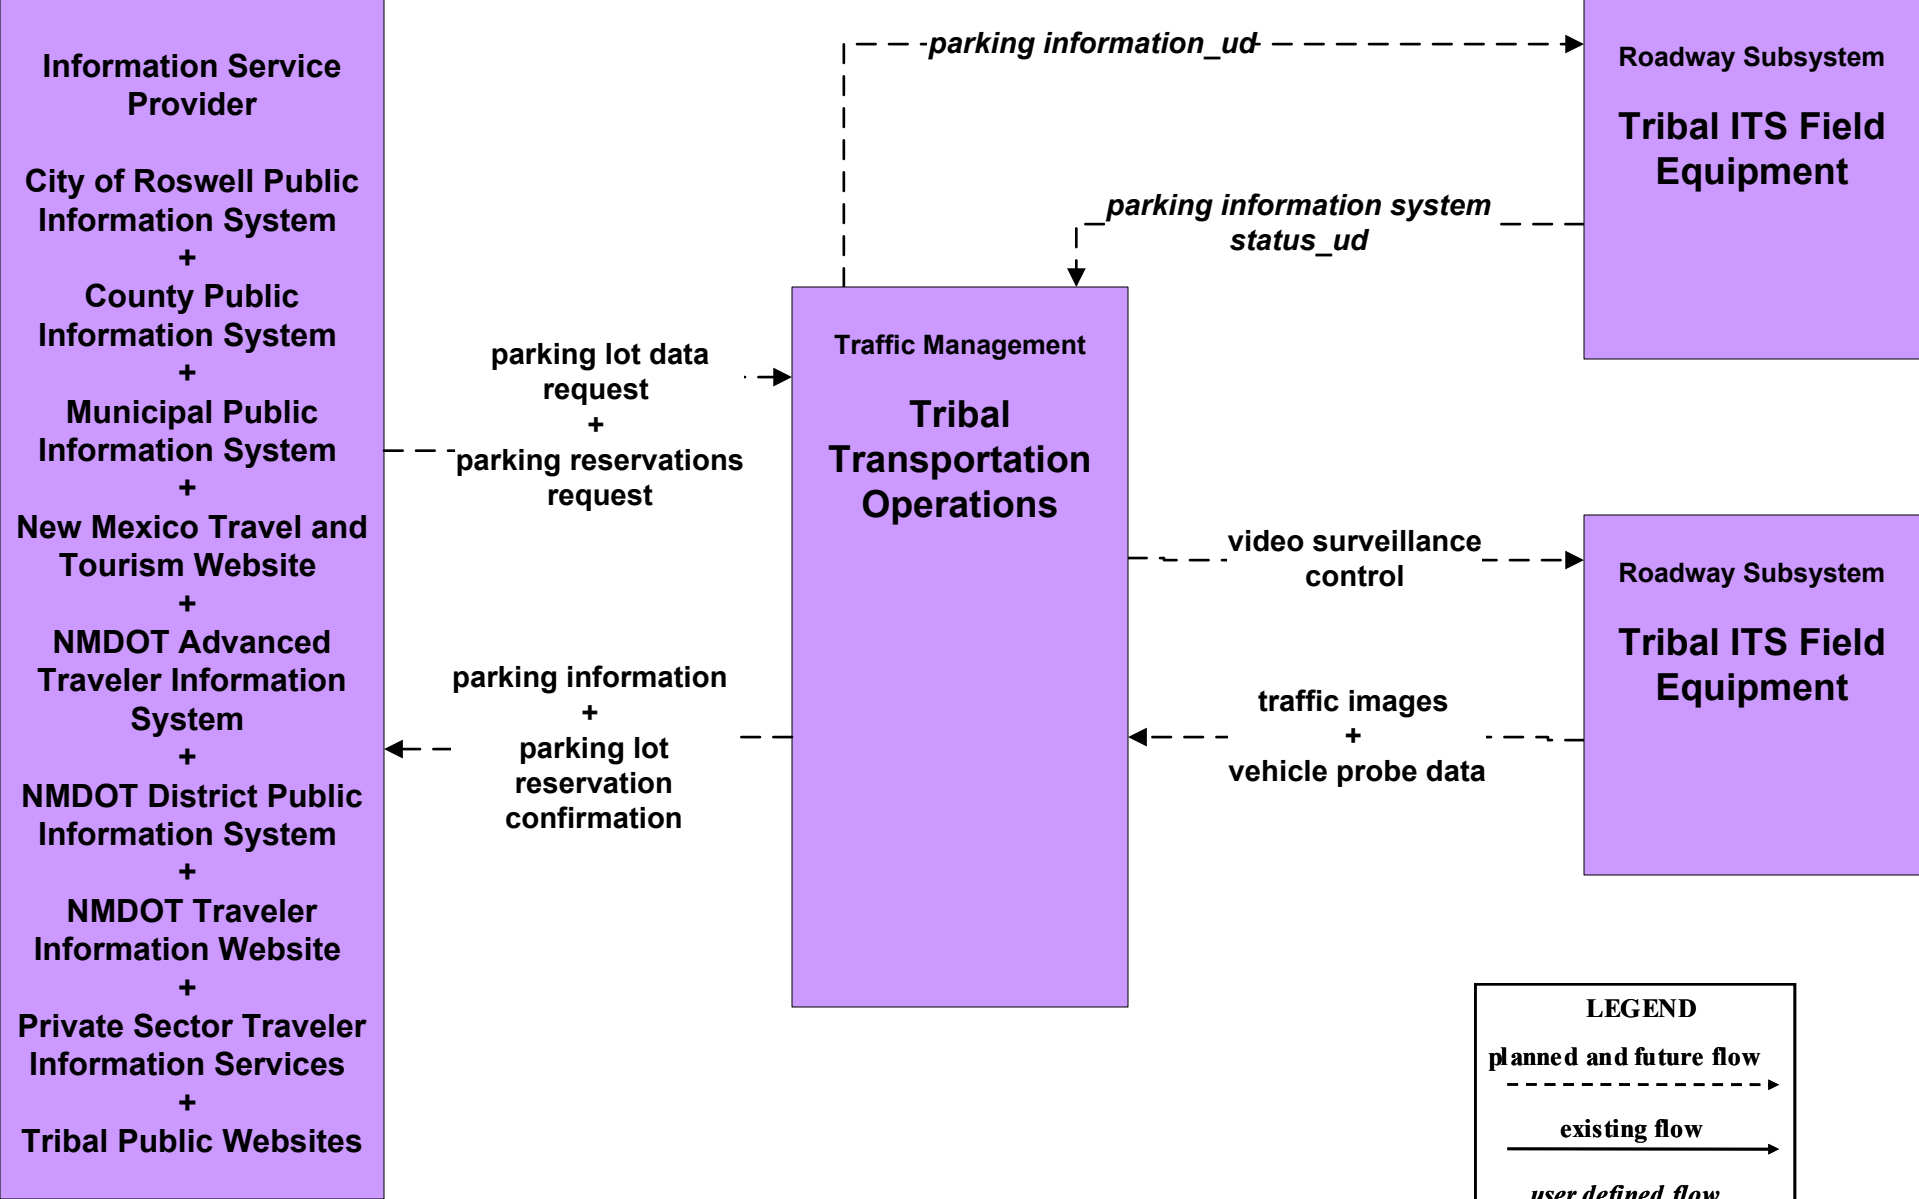 Information Service
Provider
City of Roswell Public
Information System
+
County Public
Information System
+
Municipal Public
Information System
+
New Mexico Travel and
Tourism Website
+
NMDOT Advanced
Traveler Information
System
+
NMDOT District Public
Information System
+
NMDOT Traveler
Information Website
+
Private Sector Traveler
Information Services
+
Tribal Public Websites
parking lot data
request
+
parking reservations
request
parking information
+
parking lot
reservation
confirmation
Traffic Management
Tribal
Transportation
Operations
parking information_ud
parking information system
status_ud
video surveillance
control
traffic images
+
vehicle probe data
Roadway Subsystem
Tribal ITS Field
Equipment
Roadway Subsystem
Tribal ITS Field
Equipment
LEGEND
planned and future flow
existing flow
user defined flow